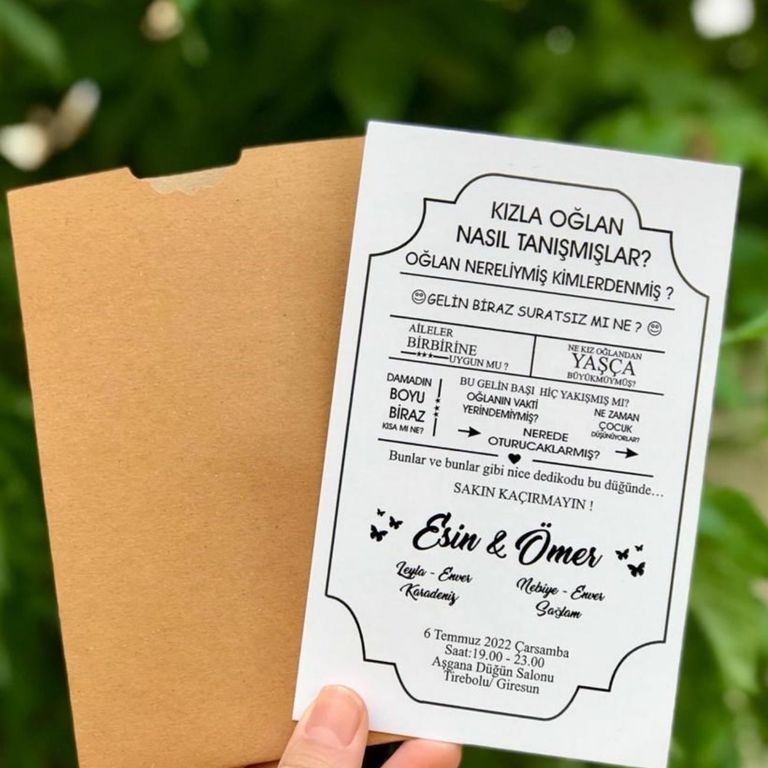 KIZLA OĞLAN
NASIL TANIŞMIŞLAR?
OĞLAN NERELİYMİŞ KİMLERDENMİŞ ?
GELİN BİRAZ SURATSIZ MI NE ?
AİLELER
BİRBİRİNE
UYGUN MU ?
NE KIZ OĞLANDAN
YAŞÇA
BÜYÜKMÜYMÜŞ?
DAMADIN
BOYU
BİRAZ
KISA MI NE?
BU GELİN BAŞI HİÇ YAKIŞMIŞ MI?
OĞLANIN VAKTİ
YERİNDEMİYMİŞ?
NE ZAMAN
ÇOCUK
DÜŞÜNÜYORLAR?
NEREDE
OTURUCAKLARMIŞ?
Bunlar ve bunlar gibi nice dedikodu bu düğünde...
SAKIN KAÇIRMAYIN !
Esin & Ömer
Leyla - Enver
Karadeniz
Nebiye - Enver
Sağlam
6 Temmuz 2022 Çarsamba
Saat:19.00 - 23.00
Aşgana Düğün Salonu
Tirebolu/ Giresun